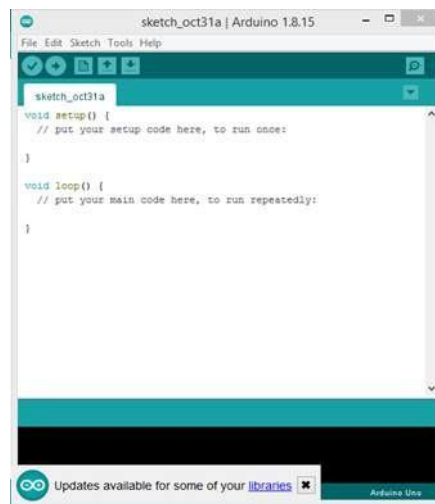 sketch_oct31a | Arduino 1.8.15
File Edit Sketch Tools Help
sketch_oct31a
void setup() {
  // put your setup code here, to run once:
}
void loop() {
  // put your main code here, to run repeatedly:
}
Updates available for some of your libraries
Arduino Uno